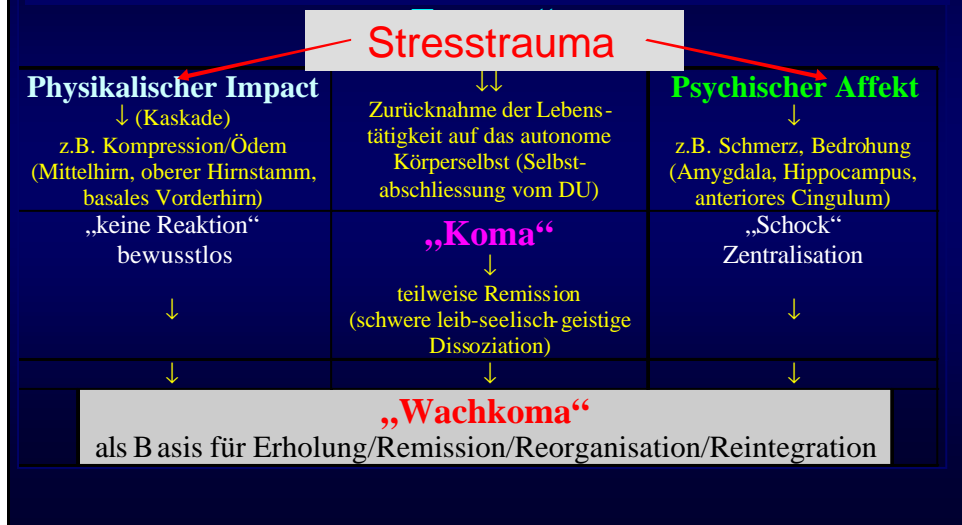 Stresstrauma
Physikalischer Impact
↓ (Kaskade)
z.B. Kompression/Ödem
(Mittelhirn, oberer Hirnstamm,
basales Vorderhirn)
„keine Reaktion“
bewusstlos
↓
↓
↓↓
Zurücknahme der Lebens-
tätigkeit auf das autonome
Körperselbst (Selbst-
abschliessung vom DU)
„Koma“
↓
teilweise Remission
(schwere leib-seelisch-geistige
Dissoziation)
↓
Psychischer Affekt
↓
z.B. Schmerz, Bedrohung
(Amygdala, Hippocampus,
anteriores Cingulum)
„Schock“
Zentralisation
↓
↓
„Wachkoma“
als Basis für Erholung/Remission/Reorganisation/Reintegration